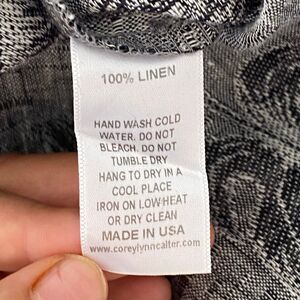 100% LINEN
HAND WASH COLD
WATER. DO NOT
BLEACH. DO NOT
TUMBLE DRY
HANG TO DRY IN A
COOL PLACE
IRON ON LOW-HEAT
OR DRY CLEAN
MADE IN USA
www.coreylynncalter.com